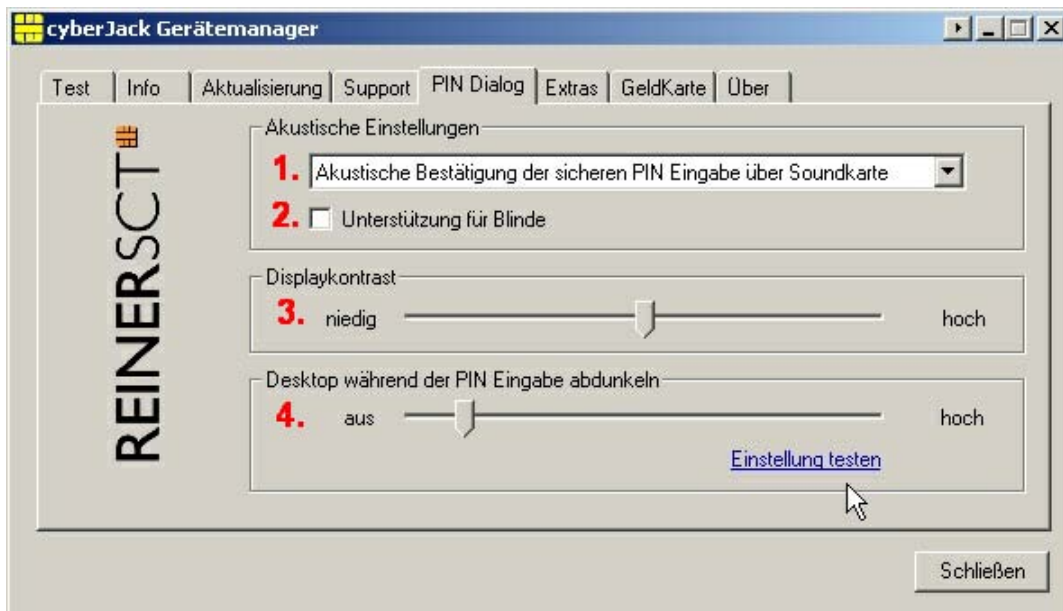 cyberJack Gerätemanager
Test Info Aktualisierung Support PIN Dialog Extras GeldKarte Über
REINERSCT
Akustische Einstellungen
1. Akustische Bestätigung der sicheren PIN Eingabe über Soundkarte
2. Unterstützung für Blinde
Displaykontrast
3. niedig hoch
Desktop während der PIN Eingabe abdunkeln
4. aus hoch
Einstellung testen
Schließen